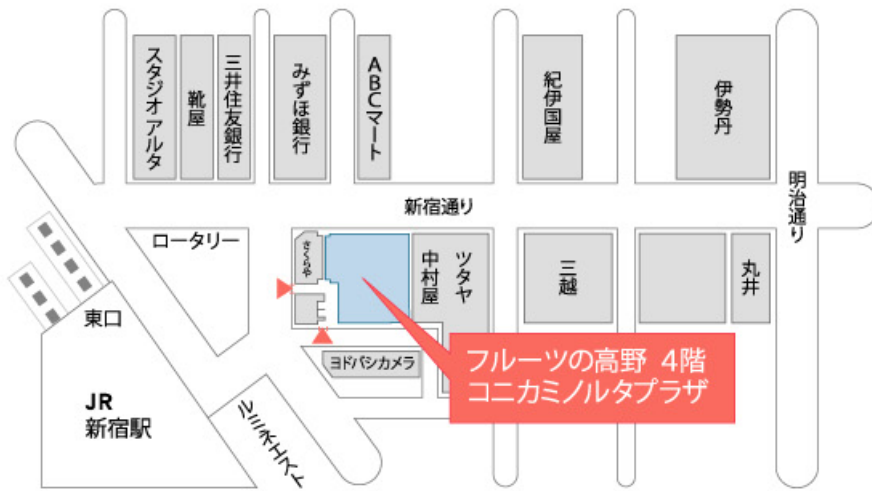 スタジオアルタ
靴屋
三井住友銀行
みずほ銀行
ABCマート
紀伊国屋
伊勢丹
明治通り
新宿通り
ロータリー
さくらや
中村屋
ツタヤ
三越
丸井
東口
ヨドバシカメラ
フルーツの高野 4階
コニカミノルタプラザ
JR
新宿駅
ルミネエスト